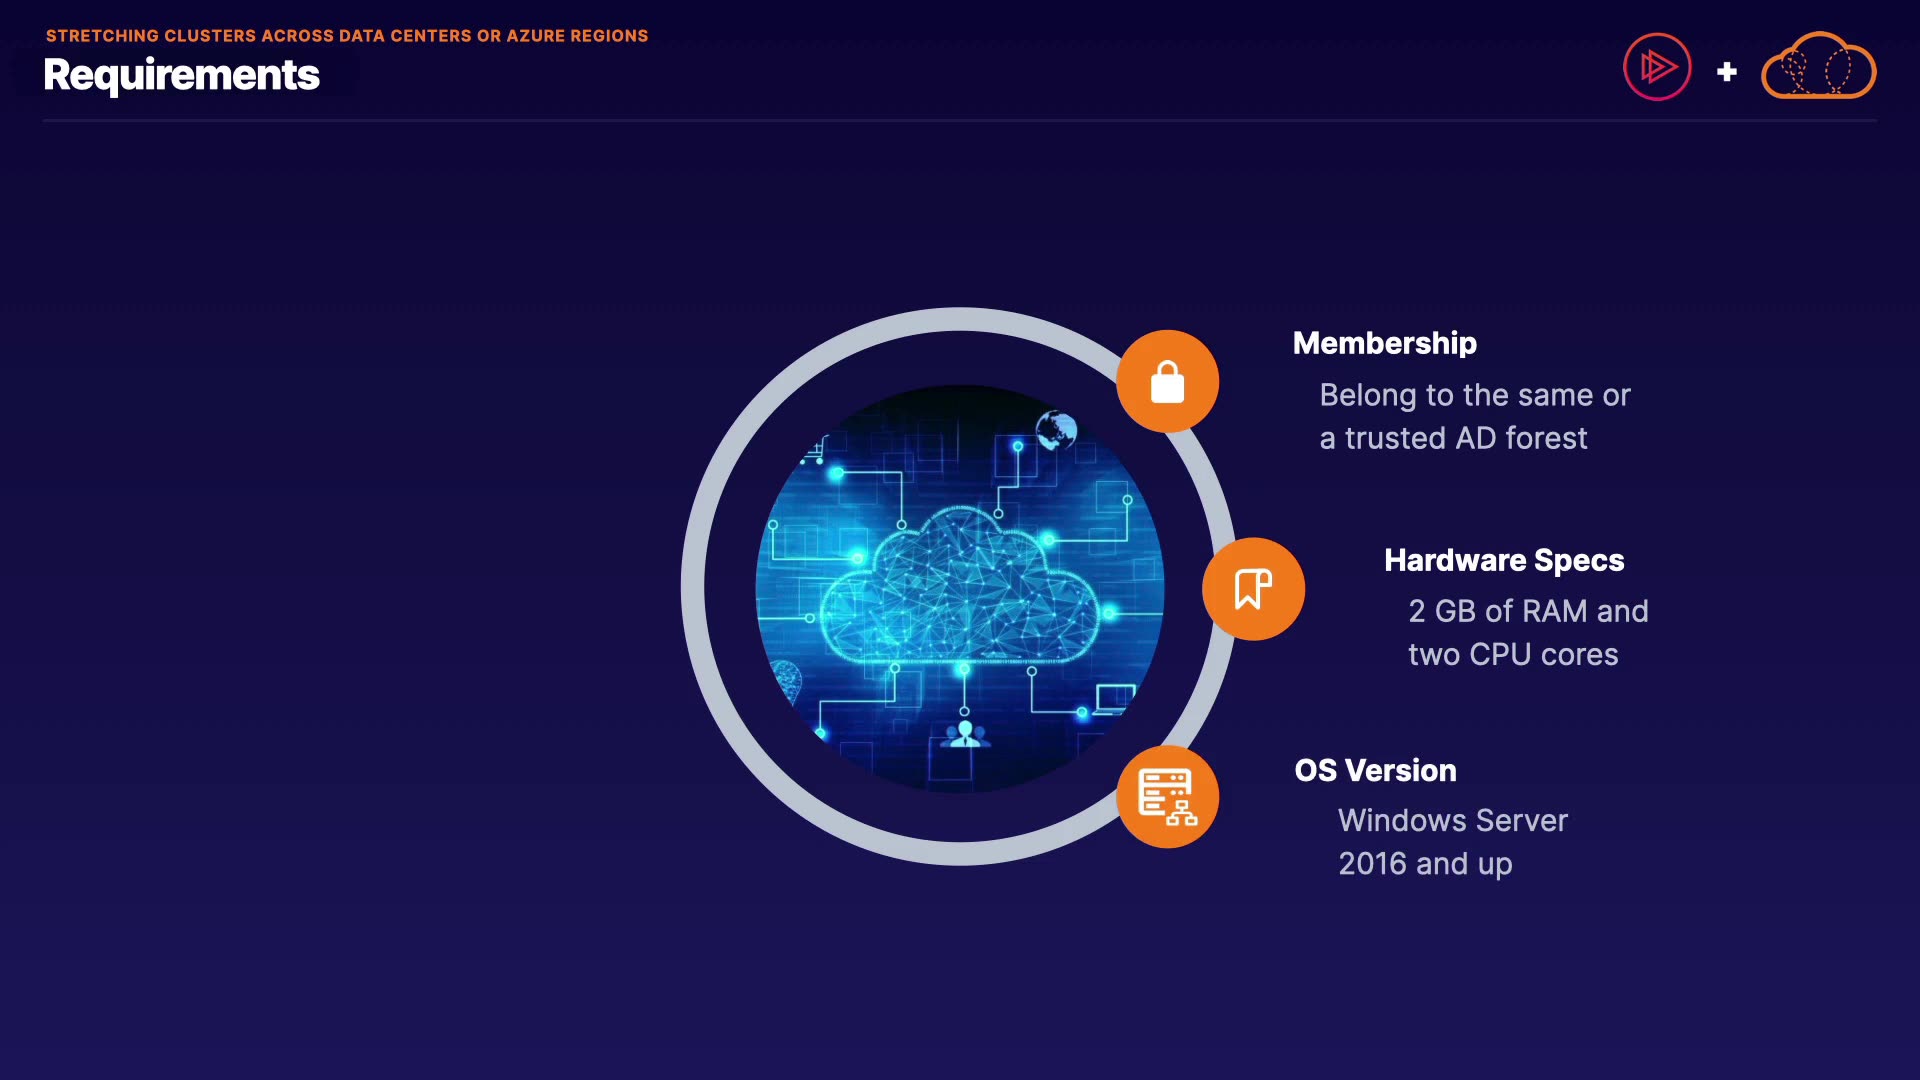 STRETCHING CLUSTERS ACROSS DATA CENTERS OR AZURE REGIONS
Requirements
Membership
Belong to the same or
a trusted AD forest
Hardware Specs
2 GB of RAM and
two CPU cores
OS Version
Windows Server
2016 and up